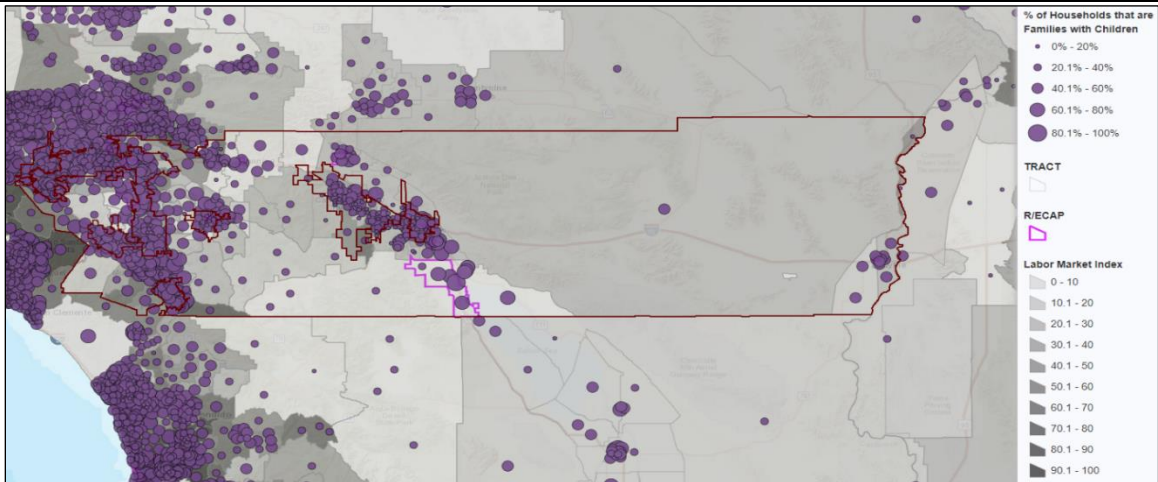 % of Households that are
Families with Children
0% - 20%
20.1% - 40%
40.1% - 60%
60.1% - 80%
80.1% - 100%
TRACT
R/ECAP
Labor Market Index
0 - 10
10.1 - 20
20.1 - 30
30.1 - 40
40.1 - 50
50.1 - 60
60.1 - 70
70.1 - 80
80.1 - 90
90.1 - 100